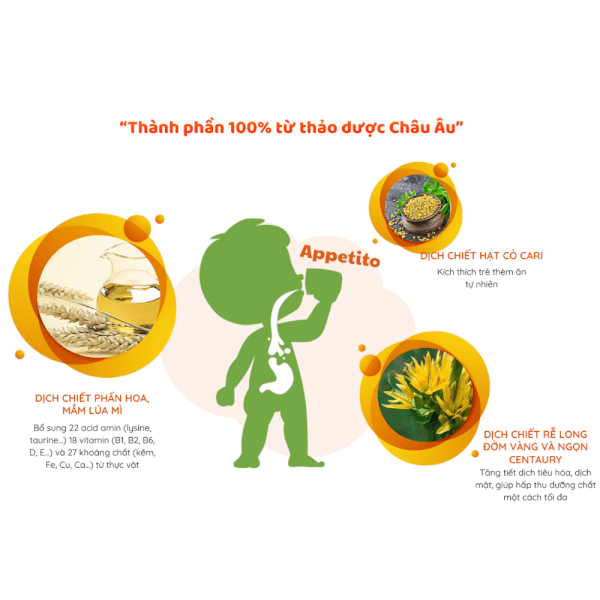 “Thành phần 100% từ thảo dược Châu Âu”
Appetito
DỊCH CHIẾT HẠT CỎ CARI
Kích thích trẻ thèm ăn
tự nhiên
DỊCH CHIẾT PHẤN HOA,
MẦM LÚA MÌ
Bổ sung 22 acid amin (lysine,
taurine...) 18 vitamin (B1, B2, B6,
D, E...) và 27 khoáng chất (kẽm,
Fe, Cu, Ca...) từ thực vật
DỊCH CHIẾT RỄ LONG
ĐỞM VÀNG VÀ NGỌN
CENTAURY
Tăng tiết dịch tiêu hóa, dịch
mật, giúp hấp thu dưỡng chất
một cách tối đa